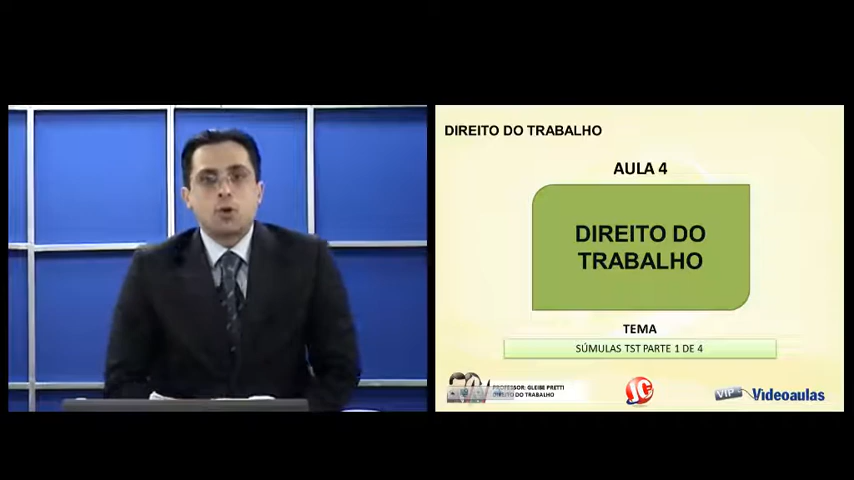 DIREITO DO TRABALHO
AULA 4
DIREITO DO
TRABALHO
TEMA
SÚMULAS TST PARTE 1 DE 4
PROFESSOR: GLEIBE PRETTI
DIREITO DO TRABALHO
JC
VIP Videoaulas